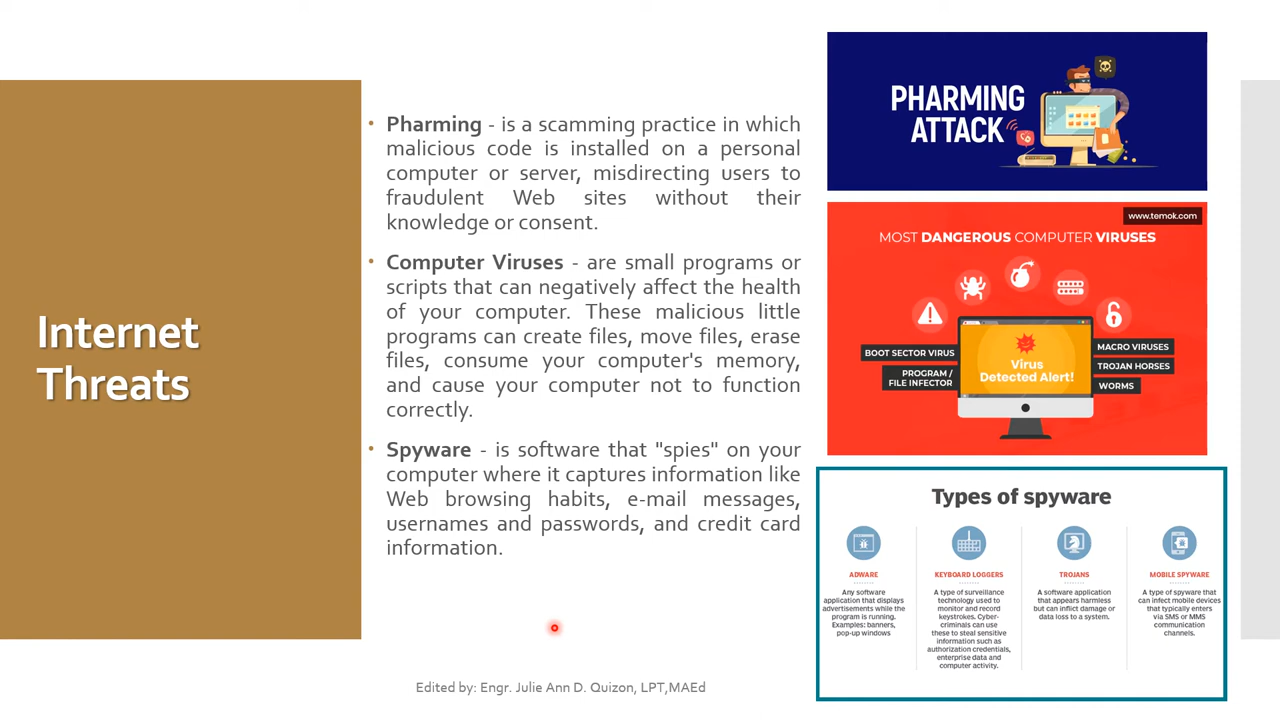 Internet
Threats
• Pharming - is a scamming practice in which
malicious code is installed on a personal
computer or server, misdirecting users to
fraudulent Web sites without their
knowledge or consent.
• Computer Viruses - are small programs or
scripts that can negatively affect the health
of your computer. These malicious little
programs can create files, move files, erase
files, consume your computer's memory,
and cause your computer not to function
correctly.
• Spyware - is software that "spies" on your
computer where it captures information like
Web browsing habits, e-mail messages,
usernames and passwords, and credit card
information.
Edited by: Engr. Julie Ann D. Quizon, LPT,MAEd
PHARMING
ATTACK
www.temok.com
MOST DANGEROUS COMPUTER VIRUSES
BOOT SECTOR VIRUS
PROGRAM /
FILE INFECTOR
Virus
Detected Alert!
MACRO VIRUSES
TROJAN HORSES
WORMS
Types of spyware
ADWARE
Any software
application that displays
advertisements while the
program is running.
Examples: banners,
pop-up windows
KEYBOARD LOGGERS
A type of surveillance
technology used to
monitor and record
keystrokes. Cyber-
criminals can use
these to steal sensitive
information such as
authorization credentials,
enterprise data and
computer activity.
TROJANS
A software application
that appears harmless
but can inflict damage or
data loss to a system.
MOBILE SPYWARE
A type of spyware that
can infect mobile devices
that typically enters
via SMS or MMS
communication
channels.